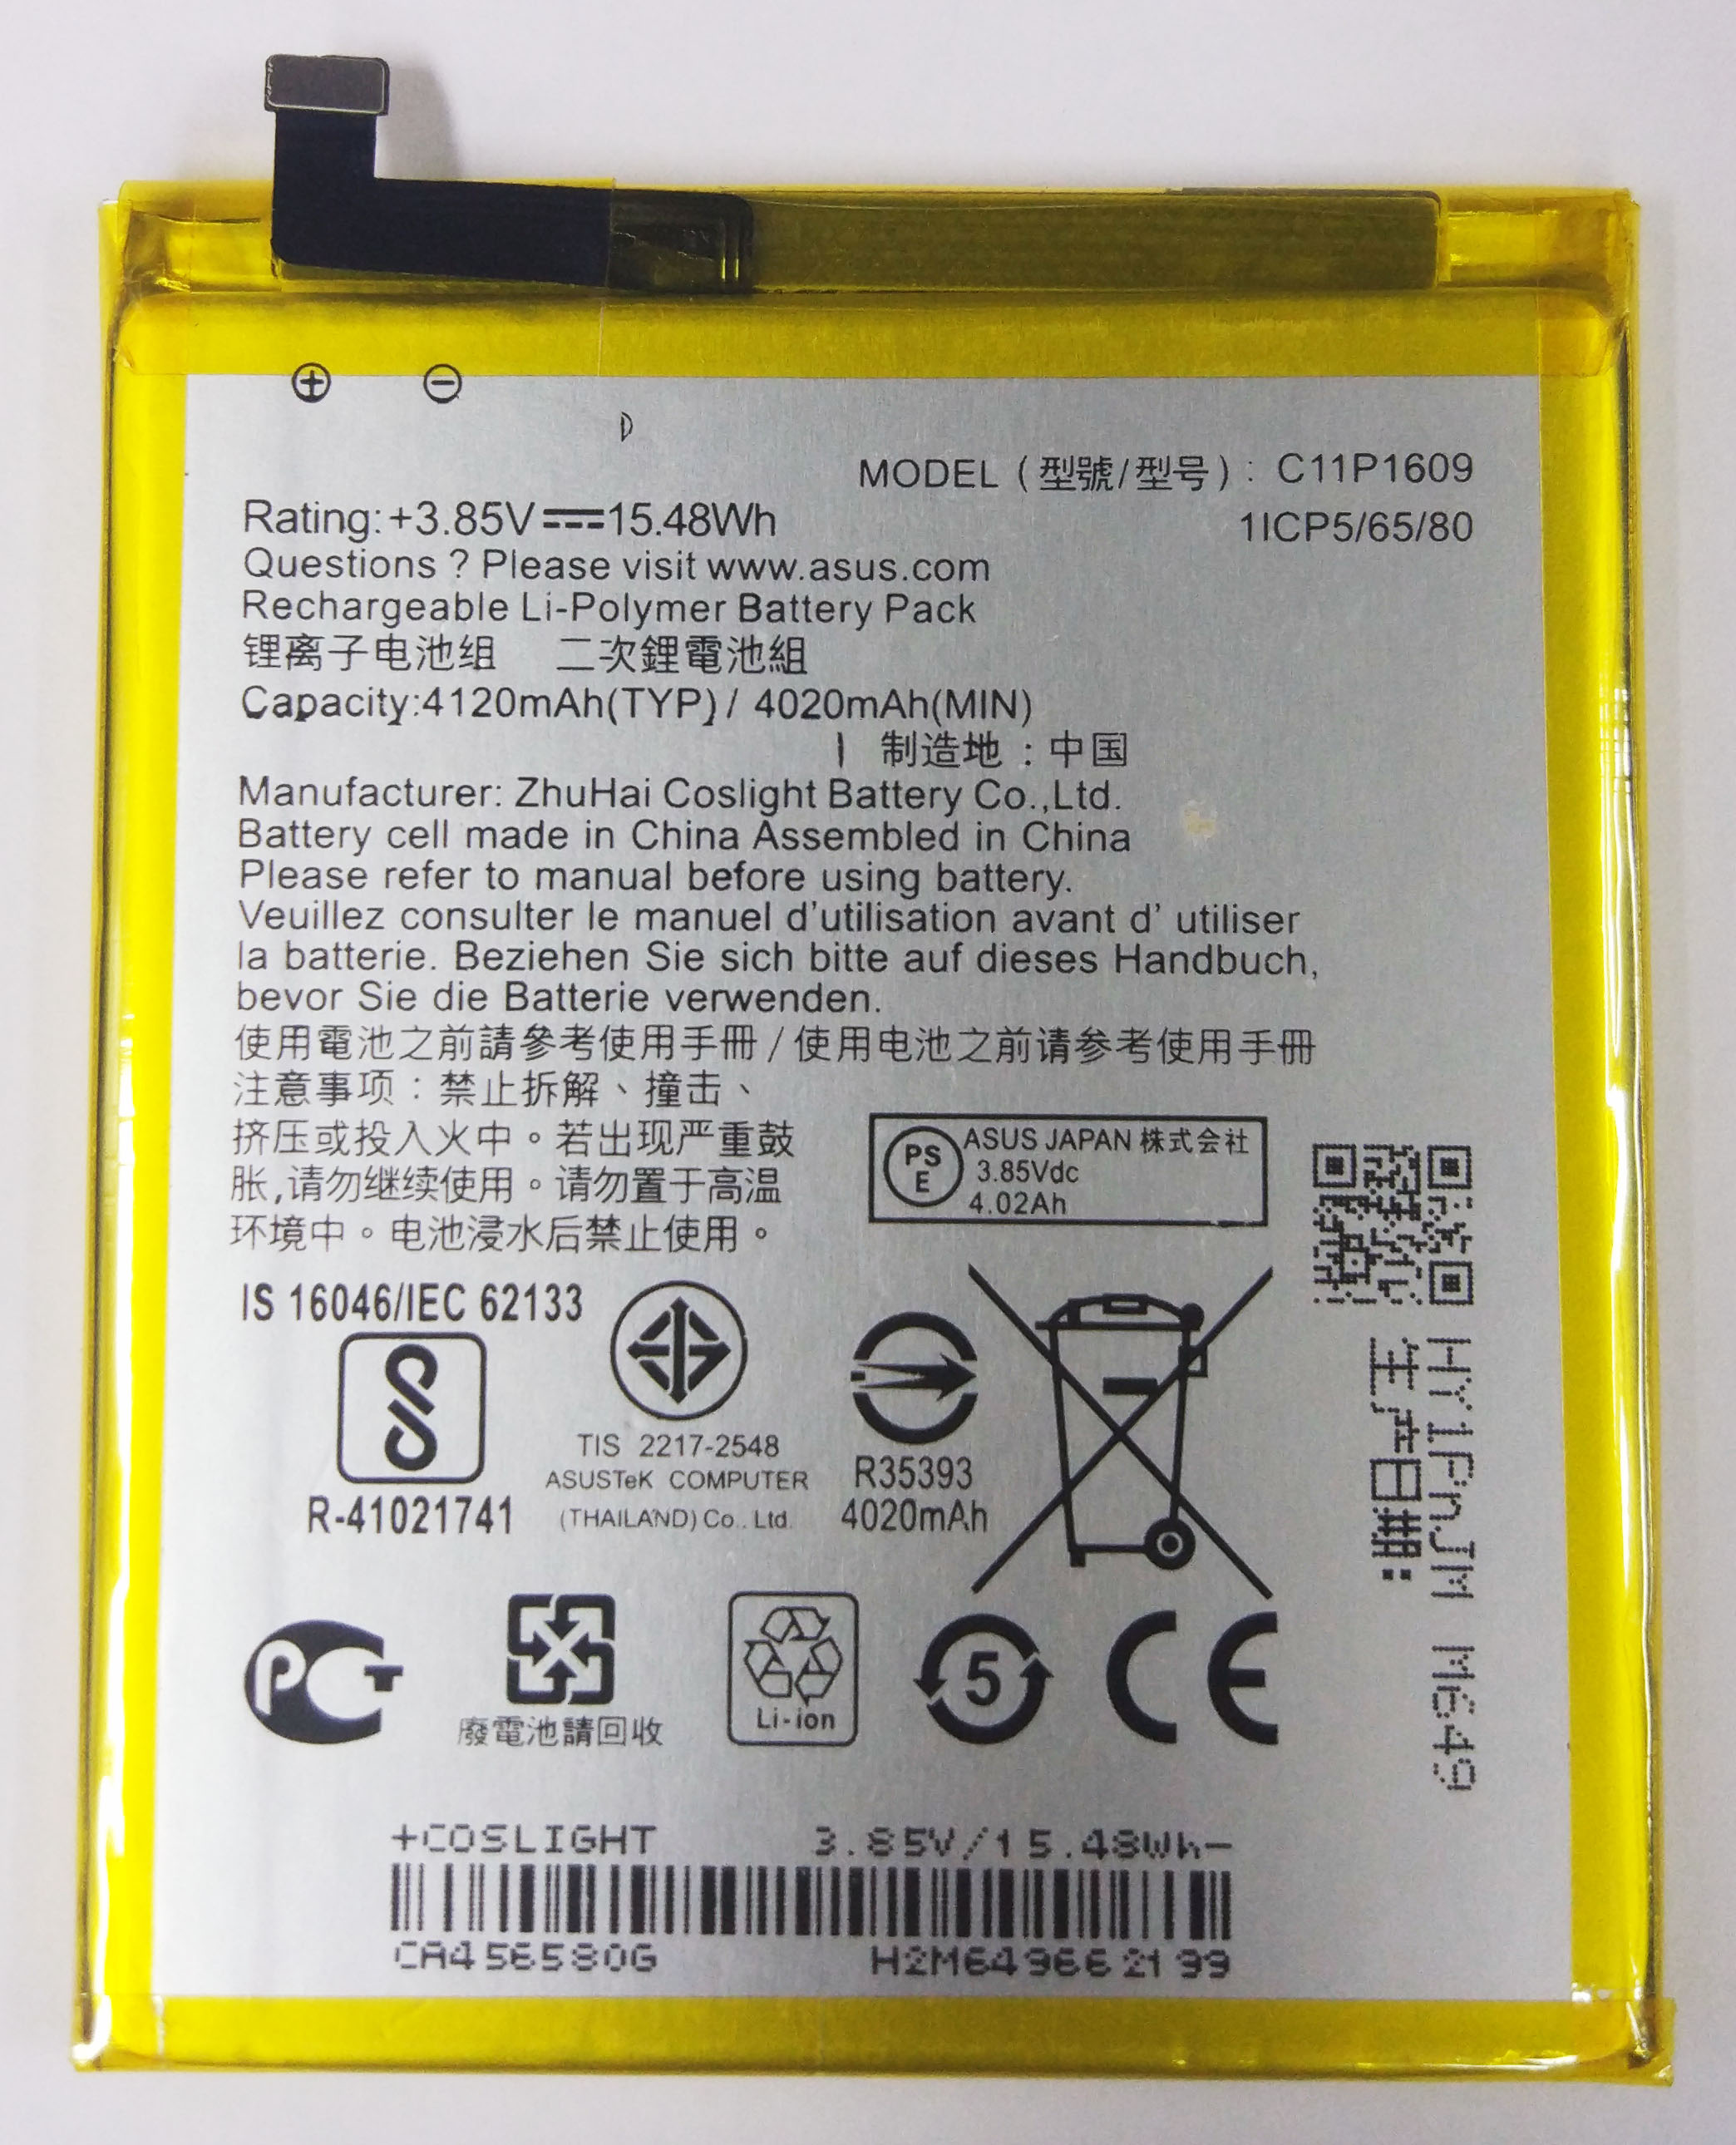 MODEL (型號/型号) : C11P1609
Rating:+3.85V⎓15.48Wh
1ICP5/65/80
Questions ? Please visit www.asus.com
Rechargeable Li-Polymer Battery Pack
锂离子电池组 二次鋰電池組
Capacity:4120mAh(TYP) / 4020mAh(MIN)
制造地 : 中国
Manufacturer: ZhuHai Coslight Battery Co.,Ltd.
Battery cell made in China Assembled in China
Please refer to manual before using battery.
Veuillez consulter le manuel d'utilisation avant d' utiliser
la batterie. Beziehen Sie sich bitte auf dieses Handbuch,
bevor Sie die Batterie verwenden.
使用電池之前請參考使用手冊 / 使用电池之前请参考使用手冊
注意事项：禁止拆解、撞击、
挤压或投入火中。若出现严重鼓
胀,请勿继续使用。请勿置于高温
环境中。电池浸水后禁止使用。
PS
E
ASUS JAPAN 株式会社
3.85Vdc
4.02Ah
IS 16046/IEC 62133
R-41021741
TIS 2217-2548
ASUSTeK COMPUTER
(THAILAND) Co., Ltd.
R35393
4020mAh
HY1PnJM M649
生产日期:
PCT
廢電池請回收
Li-ion
5
CE
+COSLIGHT 3.85V/15.48Wh-
CA456580G H2M649662199